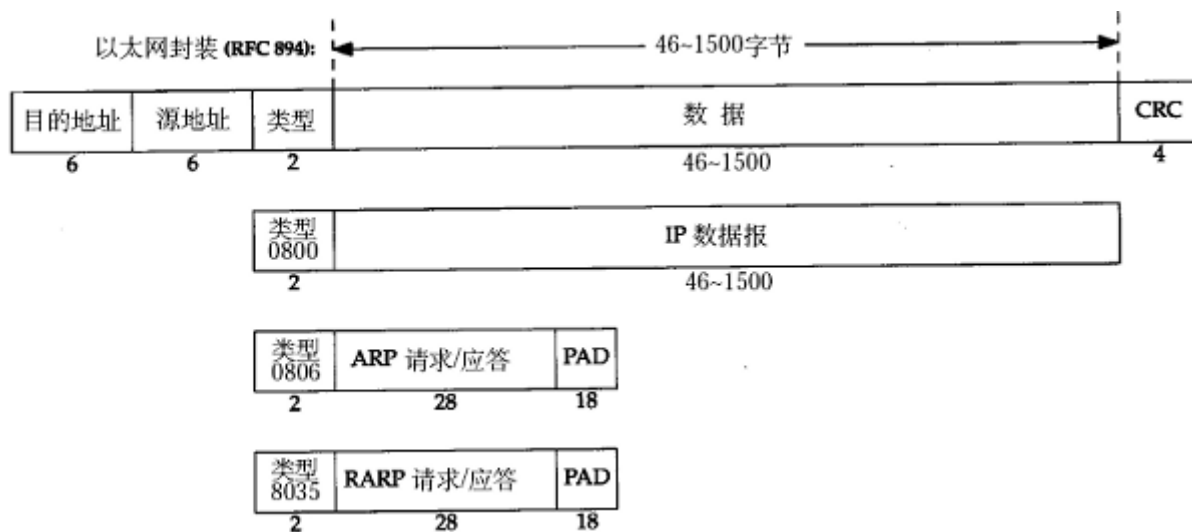 以太网封装 (RFC 894):
46~1500字节
目的地址 源地址 类型 数 据 CRC
6 6 2 46~1500 4
类型 IP 数据报
0800
2 46~1500
类型 ARP 请求/应答 PAD
0806
2 28 18
类型 RARP 请求/应答 PAD
8035
2 28 18